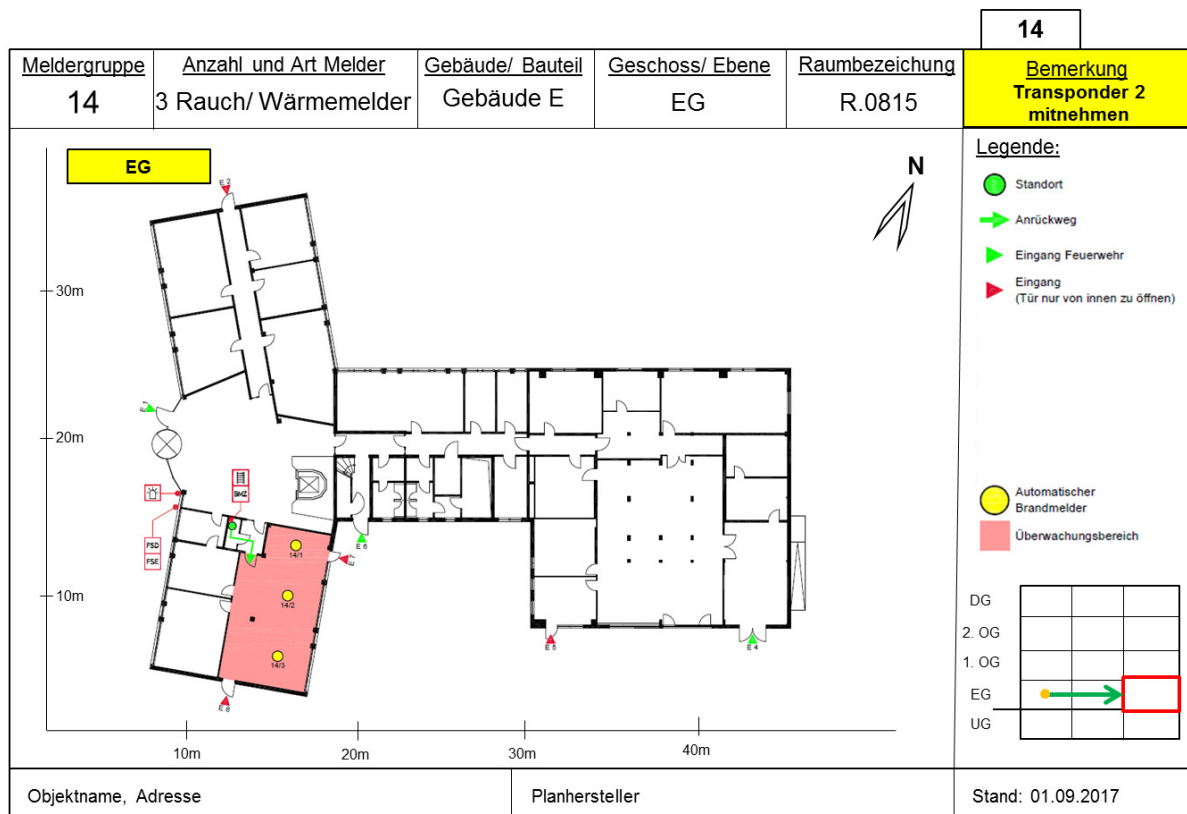 14
Meldergruppe
14
Anzahl und Art Melder
3 Rauch/ Wärmemelder
Gebäude/ Bauteil
Gebäude E
Geschoss/ Ebene
EG
Raumbezeichung
R.0815
Bemerkung
Transponder 2
mitnehmen
EG
N
Legende:
Standort
Anrückweg
Eingang Feuerwehr
Eingang
(Tür nur von innen zu öffnen)
Automatischer
Brandmelder
Überwachungsbereich
30m
20m
10m
10m
20m
30m
40m
E 2
E 1
BMZ
FSD
FSE
14/1
14/2
14/3
E 6
E 7
E 8
E 5
E 4
DG
2. OG
1. OG
EG
UG
Objektname, Adresse
Planhersteller
Stand: 01.09.2017